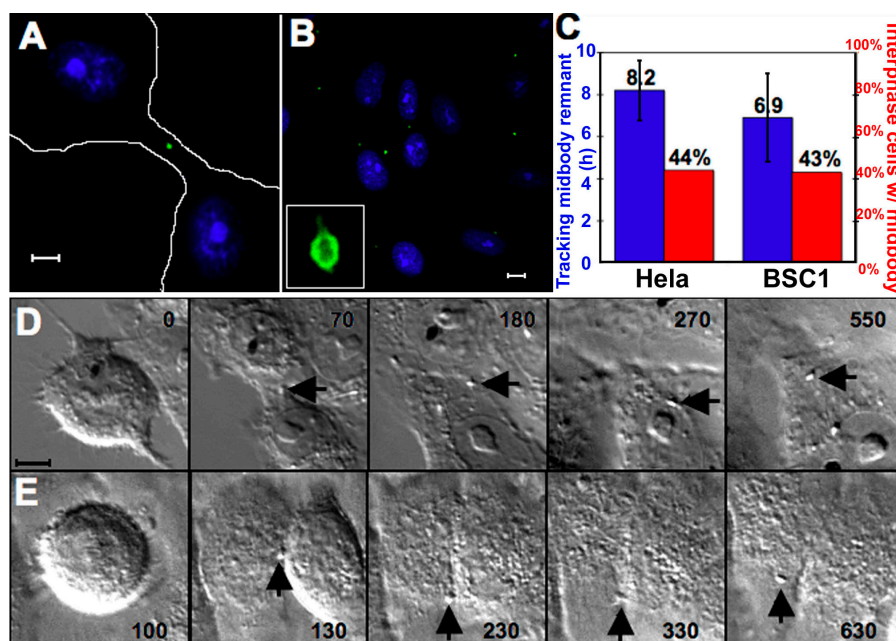 A
B
C
Tracking midbody remnant (h)
10
8
6
4
2
0
8.2
44%
6.9
43%
Hela
BSC1
100%
80%
60%
40%
20%
0%
Interphase cells w/ midbody
D
0
70
180
270
550
E
100
130
230
330
630